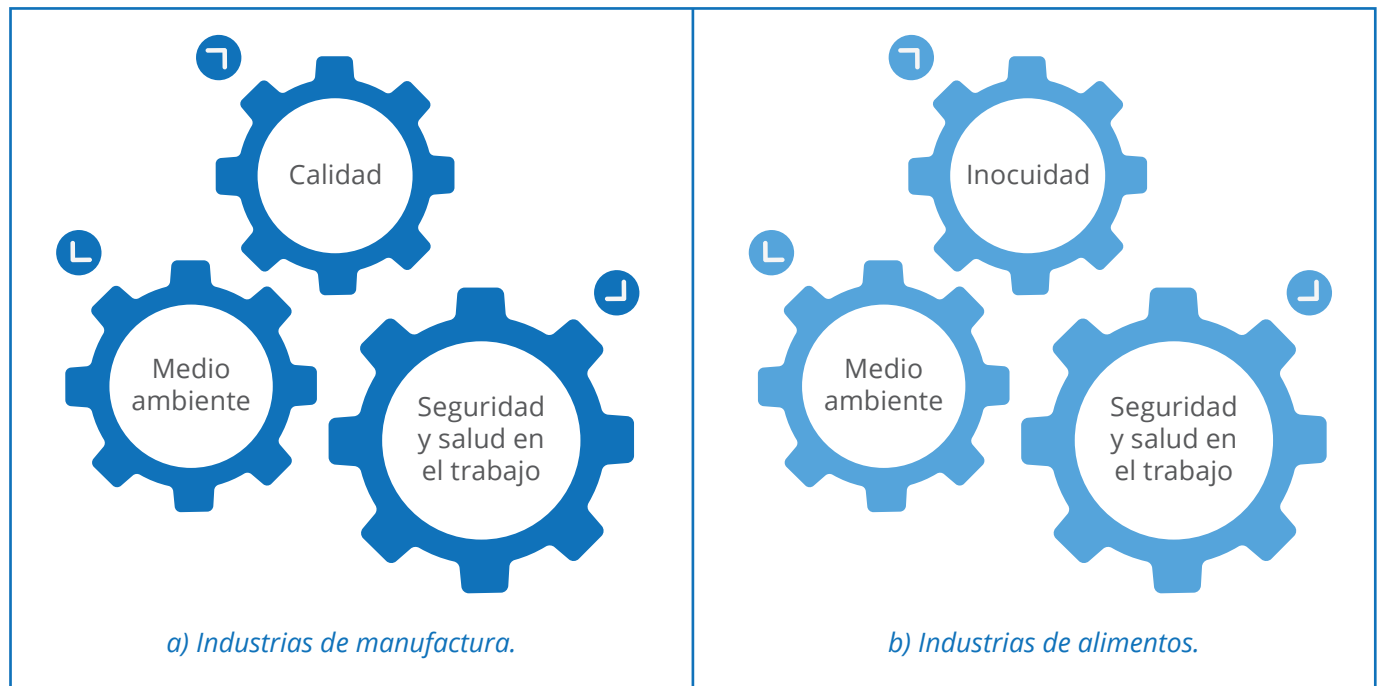 Calidad
Medio
ambiente
Seguridad
y salud en
el trabajo
a) Industrias de manufactura.
Inocuidad
Medio
ambiente
Seguridad
y salud en
el trabajo
b) Industrias de alimentos.